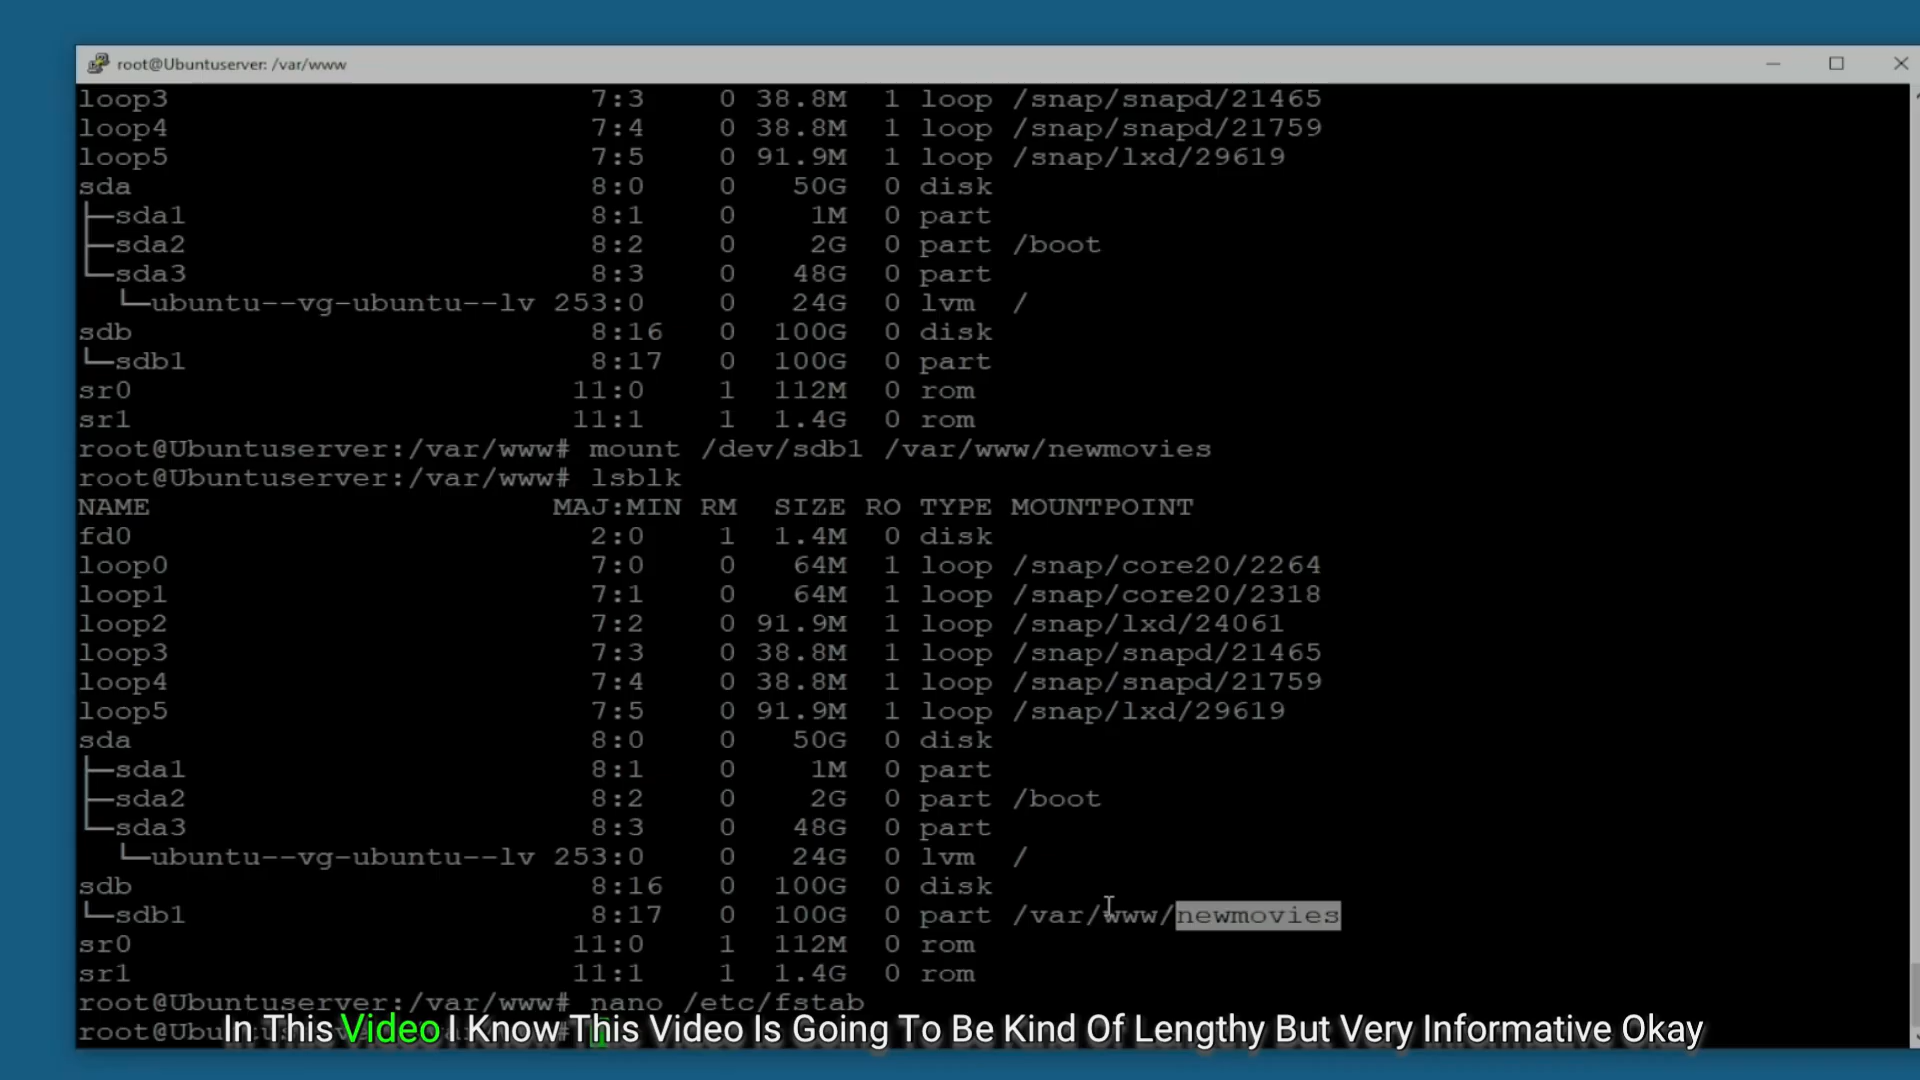 root@Ubuntuserver: /var/www
loop3 7:3 0 38.8M 1 loop /snap/snapd/21465
loop4 7:4 0 38.8M 1 loop /snap/snapd/21759
loop5 7:5 0 91.9M 1 loop /snap/lxd/29619
sda 8:0 0 50G 0 disk
├─sda1 8:1 0 1M 0 part
├─sda2 8:2 0 2G 0 part /boot
└─sda3 8:3 0 48G 0 part
└─ubuntu--vg-ubuntu--lv 253:0 0 24G 0 lvm /
sdb 8:16 0 100G 0 disk
└─sdb1 8:17 0 100G 0 part
sr0 11:0 1 112M 0 rom
sr1 11:1 1 1.4G 0 rom
root@Ubuntuserver:/var/www# mount /dev/sdb1 /var/www/newmovies
root@Ubuntuserver:/var/www# lsblk
NAME MAJ:MIN RM SIZE RO TYPE MOUNTPOINT
fd0 2:0 1 1.4M 0 disk
loop0 7:0 0 64M 1 loop /snap/core20/2264
loop1 7:1 0 64M 1 loop /snap/core20/2318
loop2 7:2 0 91.9M 1 loop /snap/lxd/24061
loop3 7:3 0 38.8M 1 loop /snap/snapd/21465
loop4 7:4 0 38.8M 1 loop /snap/snapd/21759
loop5 7:5 0 91.9M 1 loop /snap/lxd/29619
sda 8:0 0 50G 0 disk
├─sda1 8:1 0 1M 0 part
├─sda2 8:2 0 2G 0 part /boot
└─sda3 8:3 0 48G 0 part
└─ubuntu--vg-ubuntu--lv 253:0 0 24G 0 lvm /
sdb 8:16 0 100G 0 disk
└─sdb1 8:17 0 100G 0 part /var/www/newmovies
sr0 11:0 1 112M 0 rom
sr1 11:1 1 1.4G 0 rom
root@Ubuntuserver:/var/www# nano /etc/fstab
In This Video I Know This Video Is Going To Be Kind Of Lengthy But Very Informative Okay